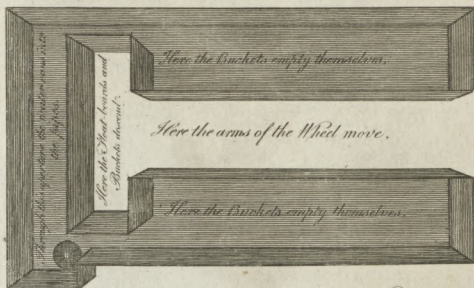 Here the Buckets empty themselves.
Through this aperture the water runs into
the pipes.
Here the Float-boards and
Buckets descend.
Here the arms of the Wheel move.
Here the Buckets empty themselves.